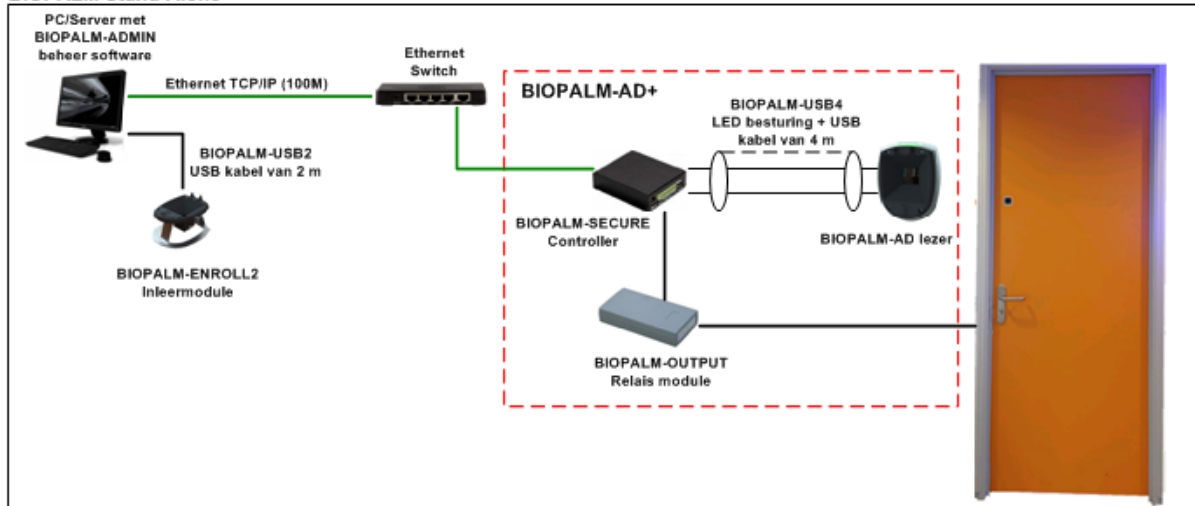 PC/Server met
BIOPALM-ADMIN
beheer software
Ethernet TCP/IP (100M)
Ethernet
Switch
BIOPALM-USB2
USB kabel van 2 m
BIOPALM-ENROLL2
Inleermodule
BIOPALM-AD+
BIOPALM-USB4
LED besturing + USB
kabel van 4 m
BIOPALM-SECURE
Controller
BIOPALM-AD lezer
BIOPALM-OUTPUT
Relais module